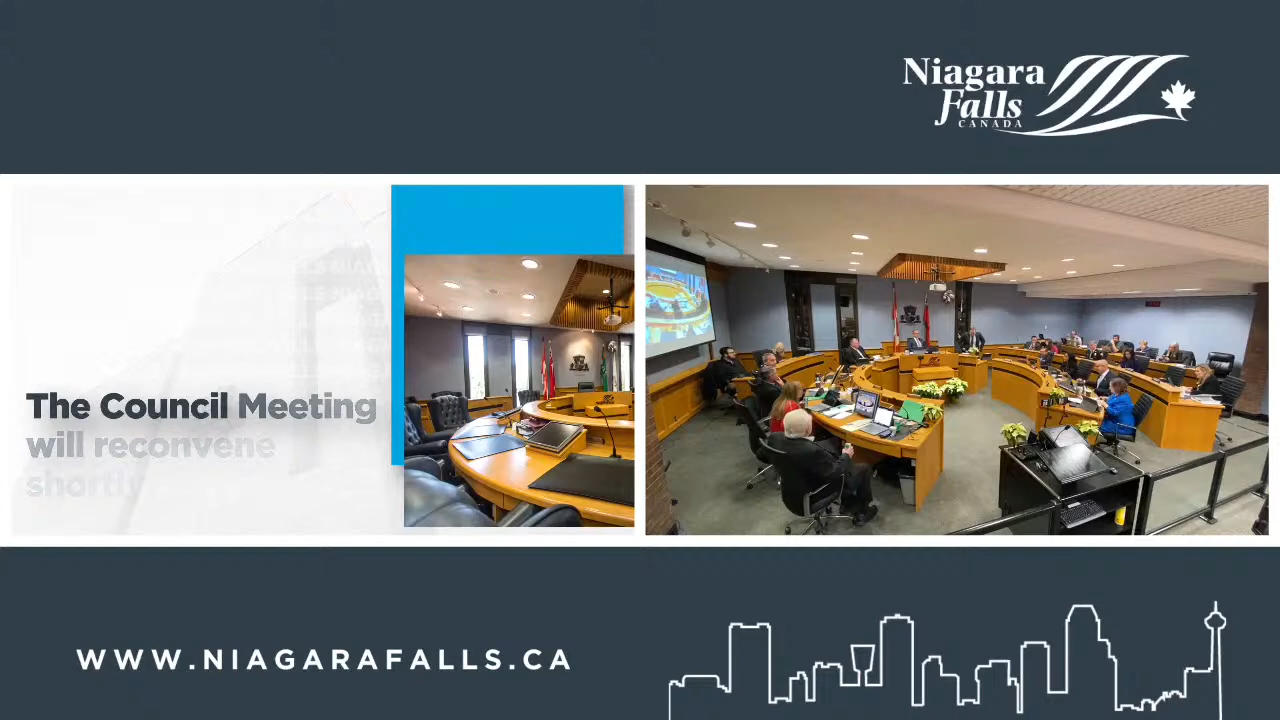 Niagara
Falls
CANADA
The Council Meeting
will reconvene
shortly
WWW.NIAGARAFALLS.CA